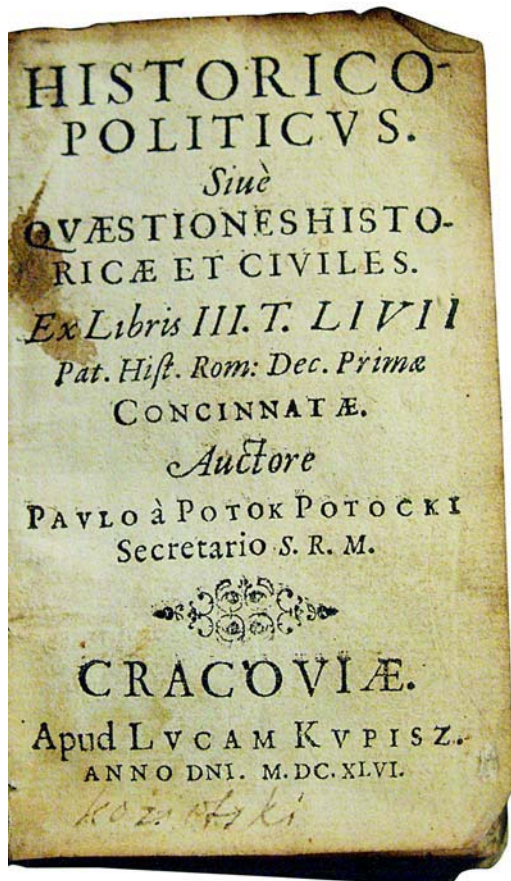 HISTORICO-
POLITICVS.
Siuè
QVÆSTIONES HISTO-
RICÆ ET CIVILES.
Ex Libris III. T. LIVII
Pat. Hiſt. Rom: Dec. Primæ
CONCINNATÆ.
Auctore
PAVLO à POTOK POTOCKI
Secretario S. R. M.
CRACOVIÆ.
Apud LVCAM KVPISZ.
ANNO DNI. M.DC.XLVI.